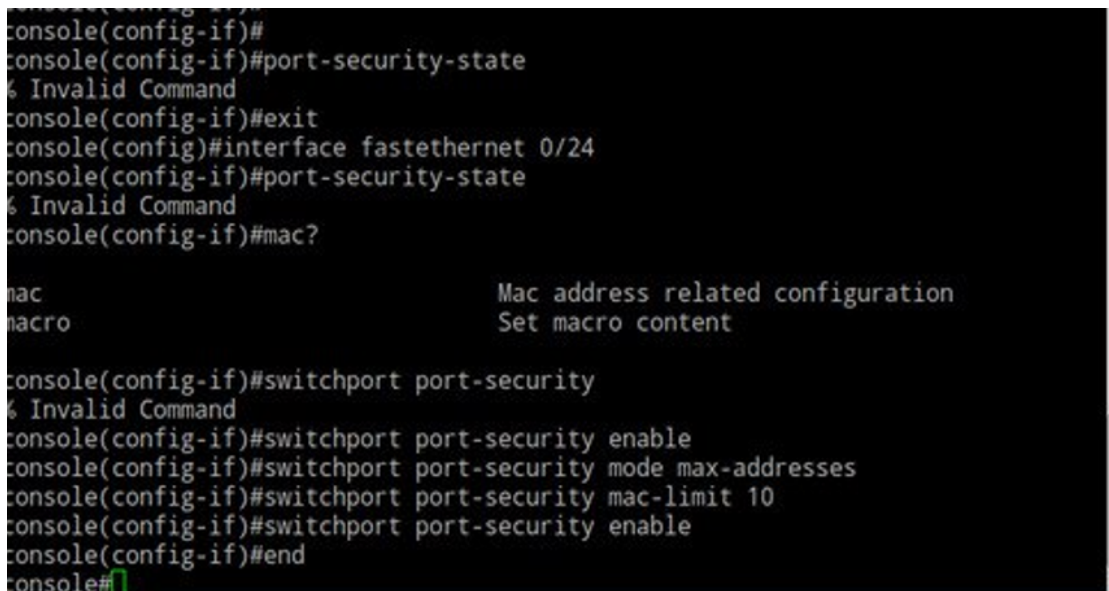 console(config-if)#
console(config-if)#port-security-state
% Invalid Command
console(config-if)#exit
console(config)#interface fastethernet 0/24
console(config-if)#port-security-state
% Invalid Command
console(config-if)#mac?
mac Mac address related configuration
macro Set macro content
console(config-if)#switchport port-security
% Invalid Command
console(config-if)#switchport port-security enable
console(config-if)#switchport port-security mode max-addresses
console(config-if)#switchport port-security mac-limit 10
console(config-if)#switchport port-security enable
console(config-if)#end
console#